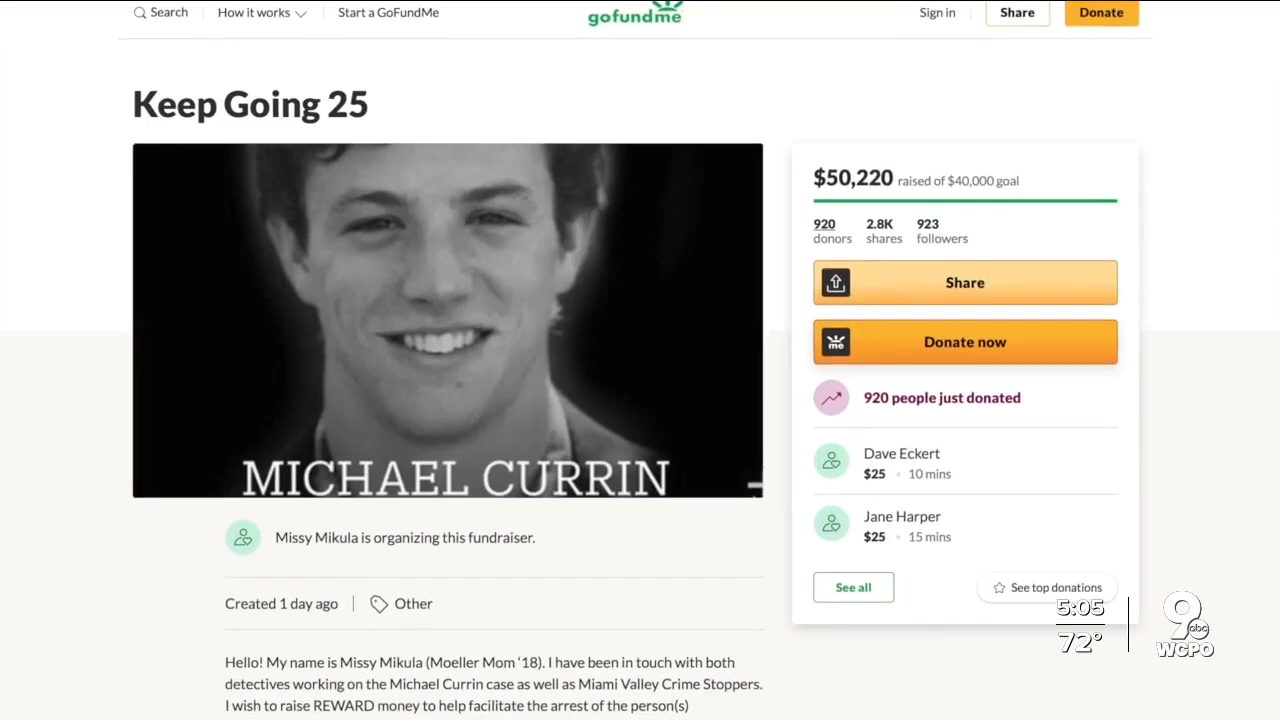 Search
How it works
Start a GoFundMe
gofundme
Sign in
Share
Donate
Keep Going 25
MICHAEL CURRIN
$50,220 raised of $40,000 goal
920 2.8K 923
donors shares followers
Share
me Donate now
920 people just donated
Dave Eckert
$25 • 10 mins
Jane Harper
$25 • 15 mins
See all
See top donations
Missy Mikula is organizing this fundraiser.
Created 1 day ago | Other
Hello! My name is Missy Mikula (Moeller Mom ‘18). I have been in touch with both
detectives working on the Michael Currin case as well as Miami Valley Crime Stoppers.
I wish to raise REWARD money to help facilitate the arrest of the person(s)
5:05
72°
9 abc
WCPO